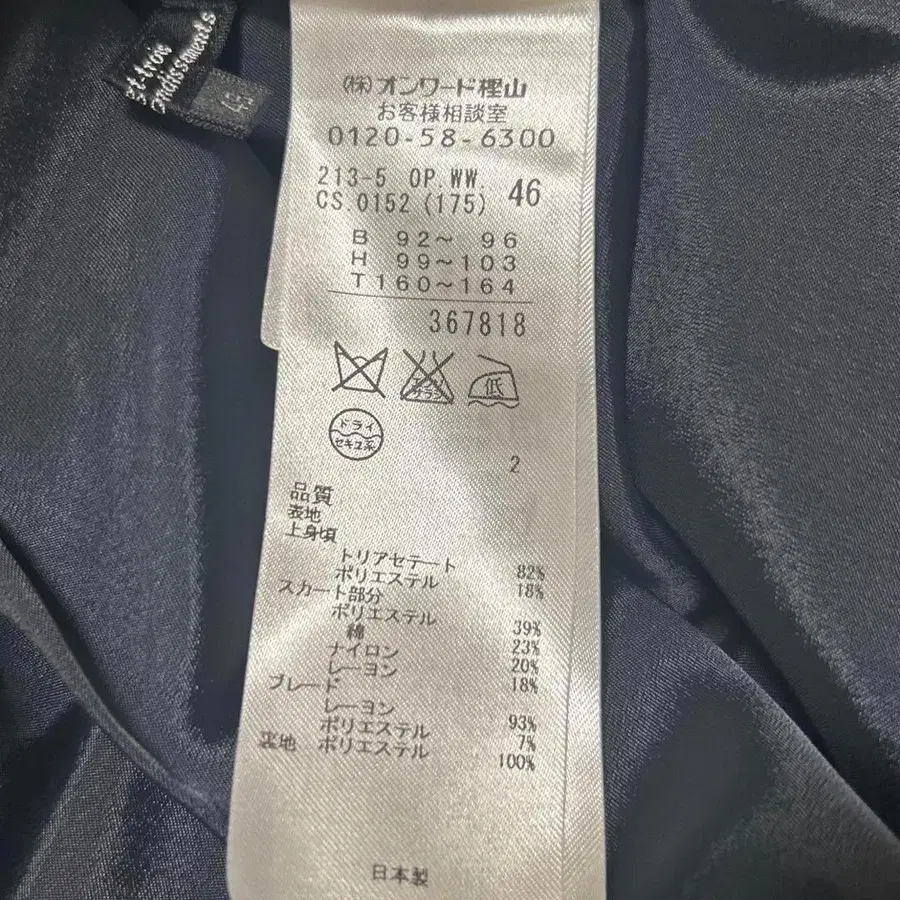 et trois
ondissements
(株)オンワード樫山
お客様相談室
0120-58-6300
213-5 OP.WW. 46
CS.0152 (175)
B 92～ 96
H 99～103
T 160～164
367818
低
ドライ
セキユ系
2
品質
表地
上身頃
トリアセテート 82%
ポリエステル 18%
スカート部分
ポリエステル 39%
綿 23%
ナイロン 20%
レーヨン 18%
ブレード
レーヨン 93%
ポリエステル 7%
裏地 ポリエステル 100%
日本製